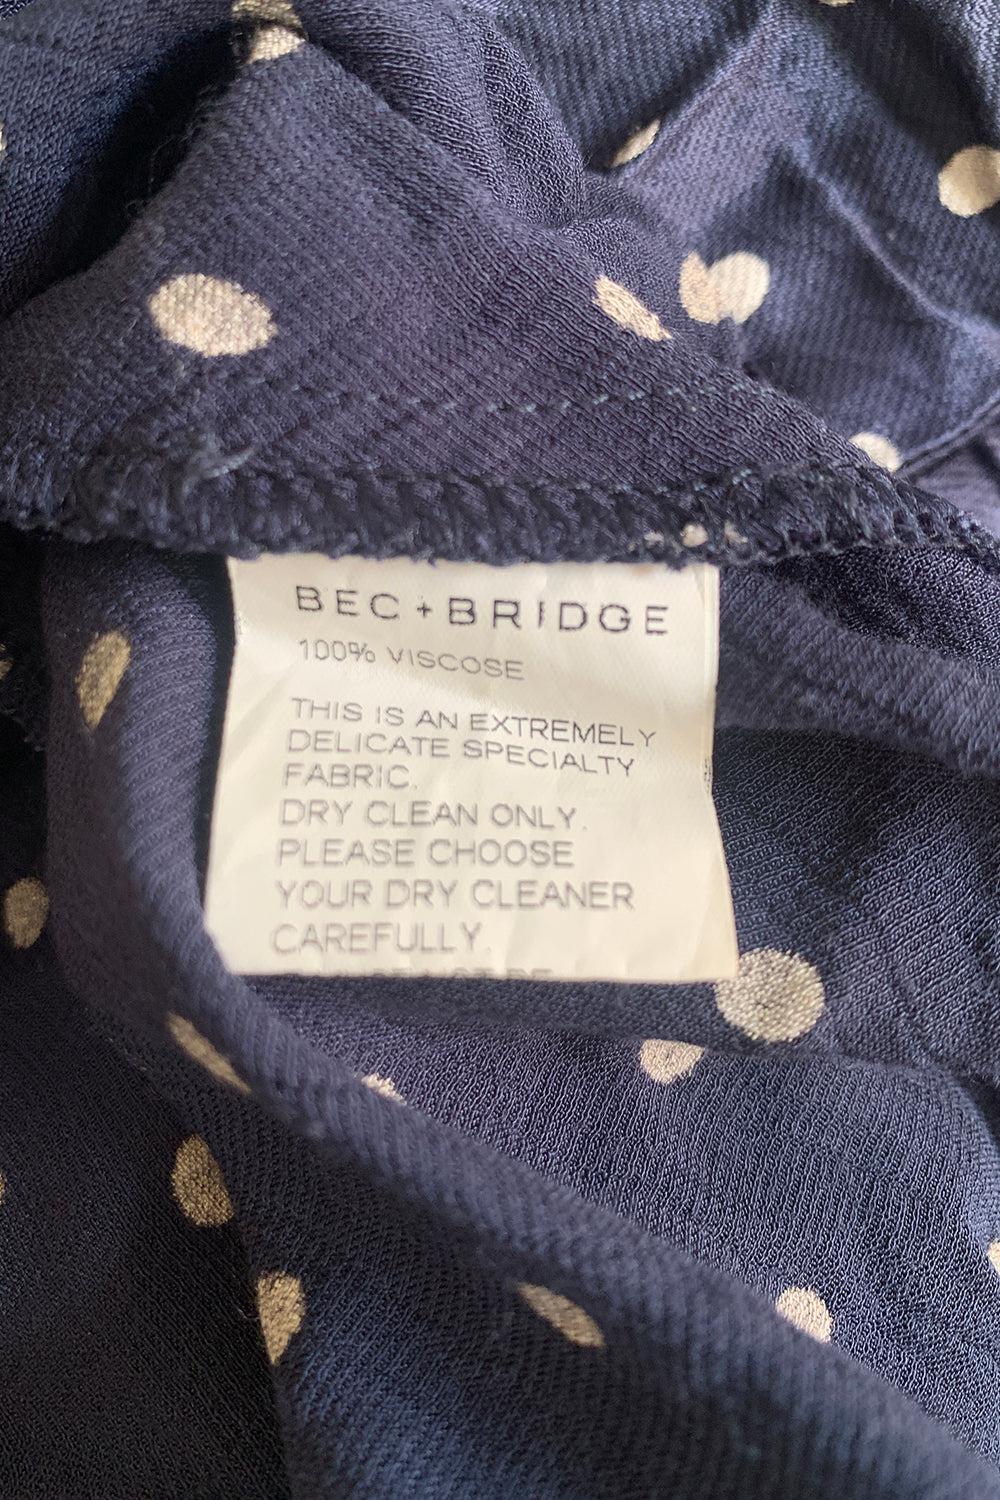 BEC + BRIDGE
100% VISCOSE
THIS IS AN EXTREMELY
DELICATE SPECIALTY
FABRIC.
DRY CLEAN ONLY.
PLEASE CHOOSE
YOUR DRY CLEANER
CAREFULLY.